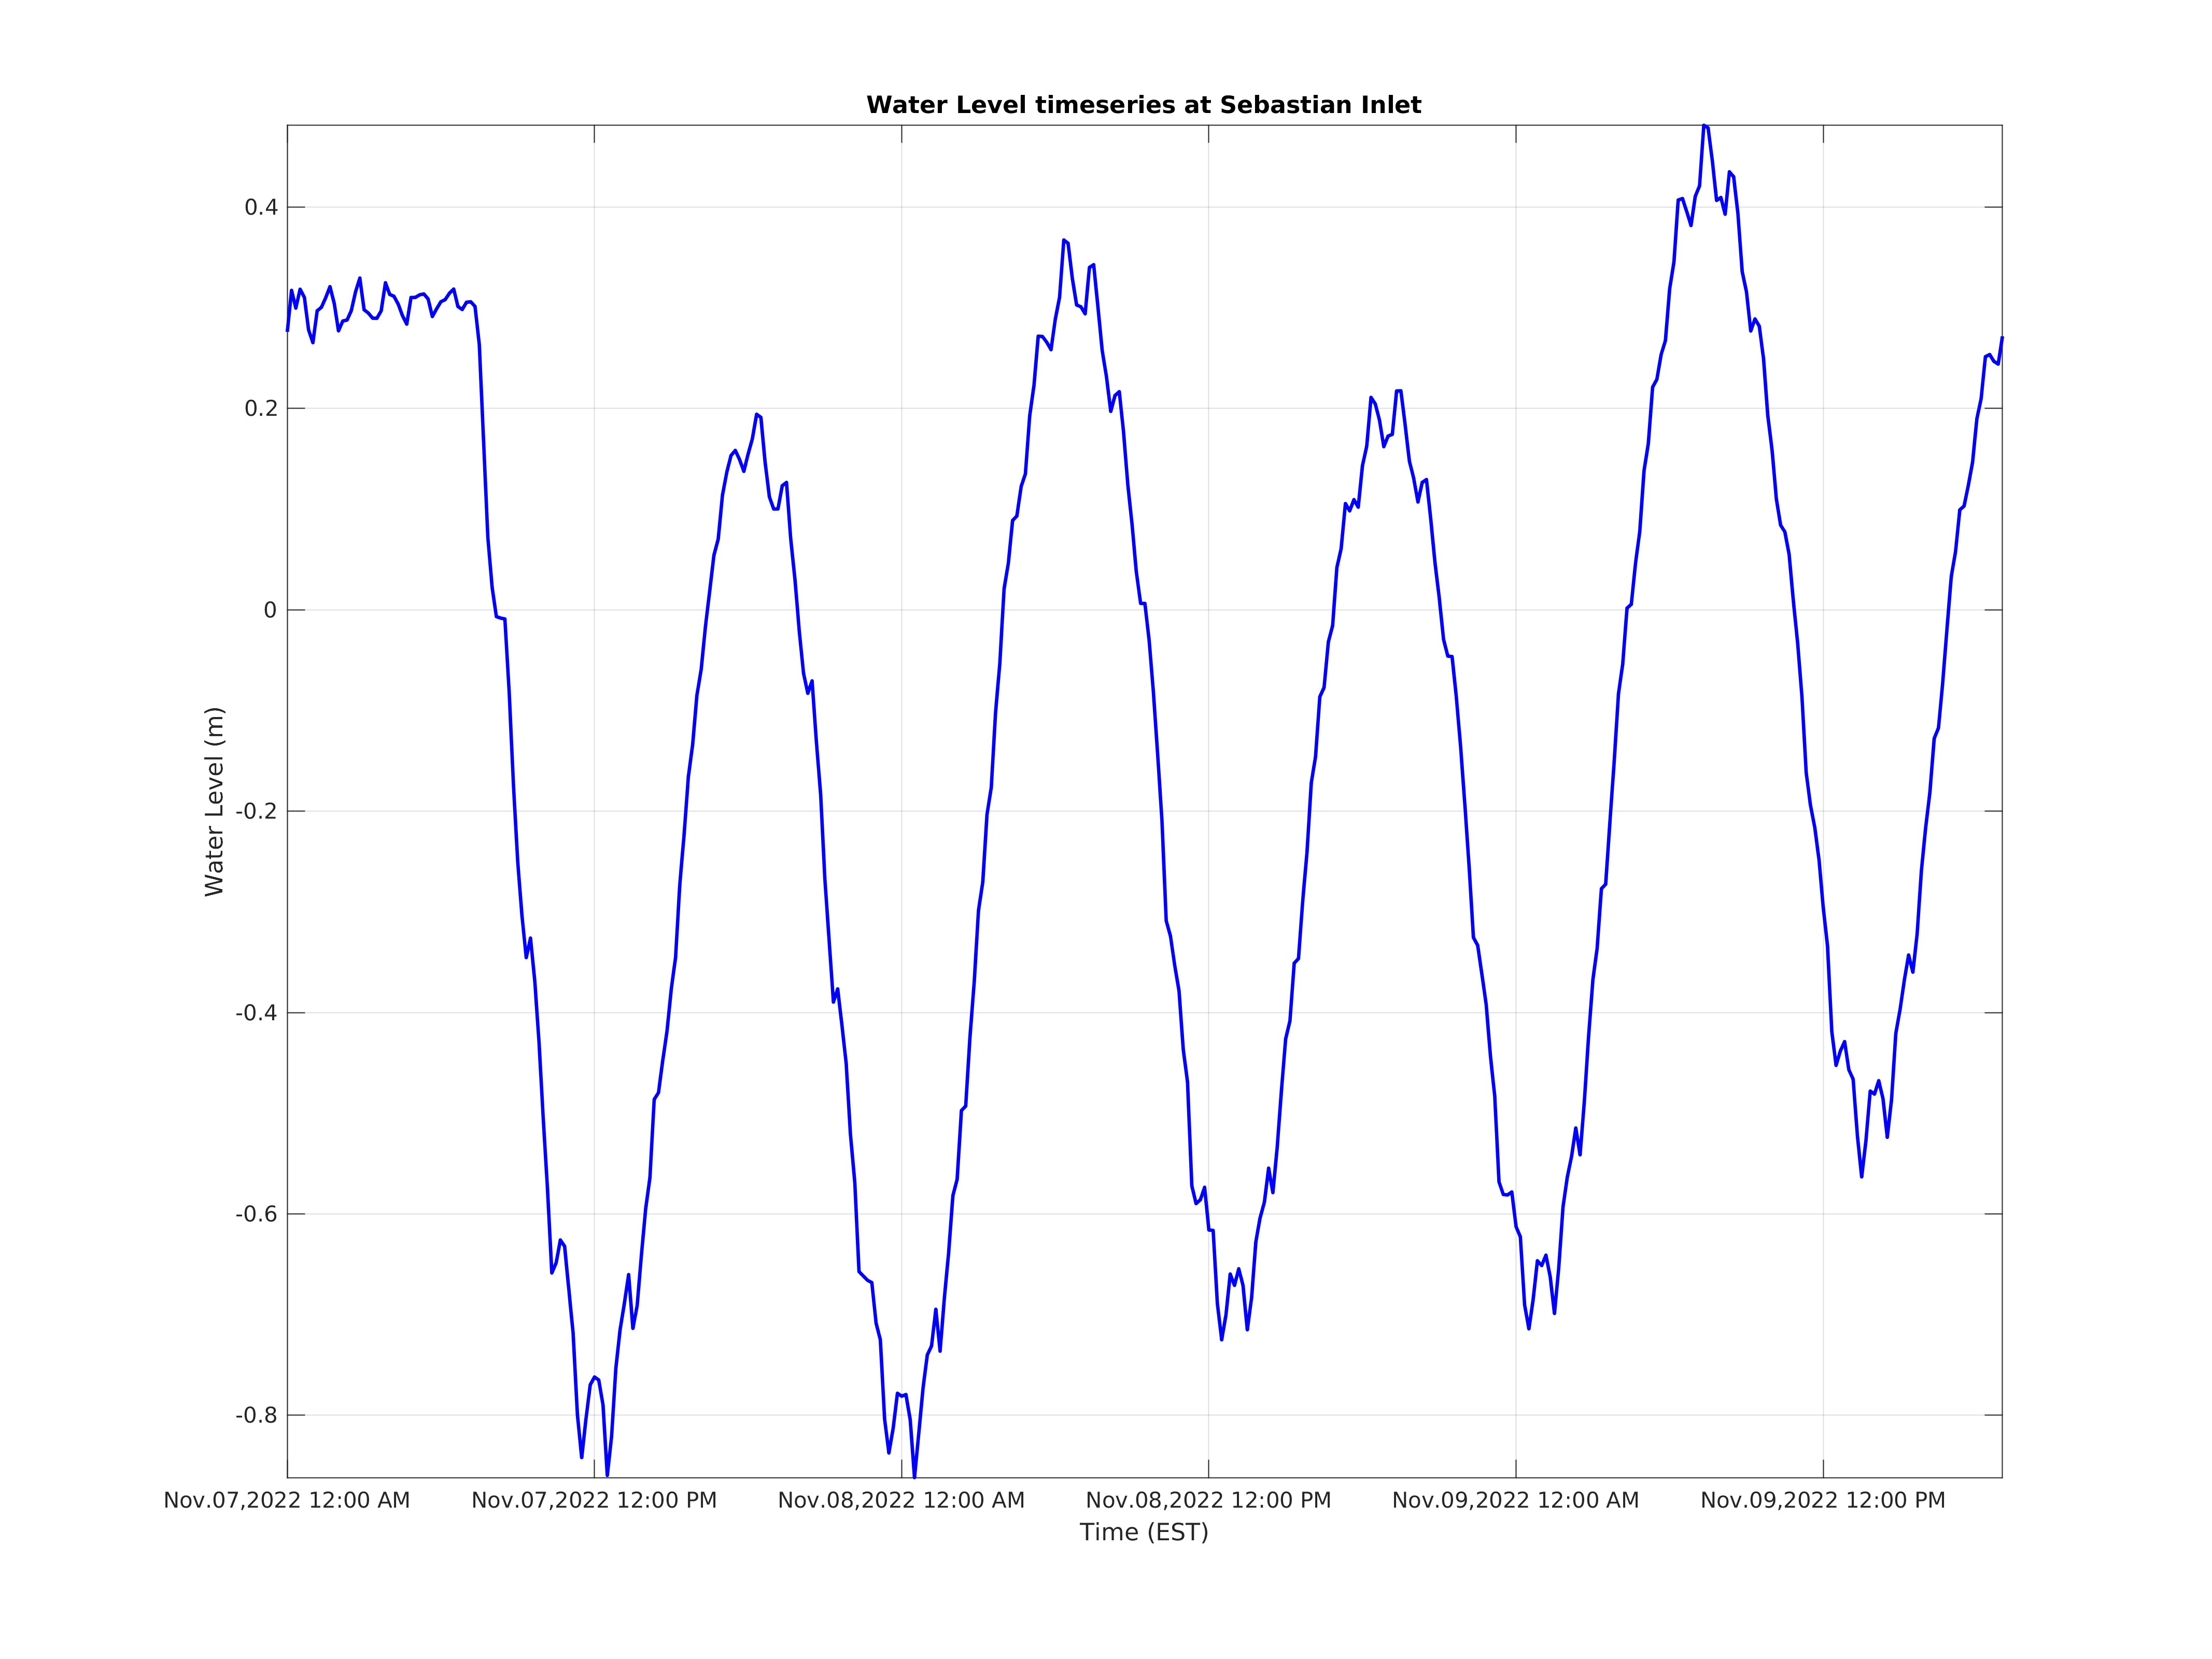 Water Level timeseries at Sebastian Inlet
0.4
0.2
0
-0.2
-0.4
-0.6
-0.8
Water Level (m)
Nov.07,2022 12:00 AM
Nov.07,2022 12:00 PM
Nov.08,2022 12:00 AM
Nov.08,2022 12:00 PM
Nov.09,2022 12:00 AM
Nov.09,2022 12:00 PM
Time (EST)